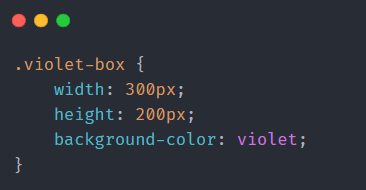 .violet-box {
    width: 300px;
    height: 200px;
    background-color: violet;
}